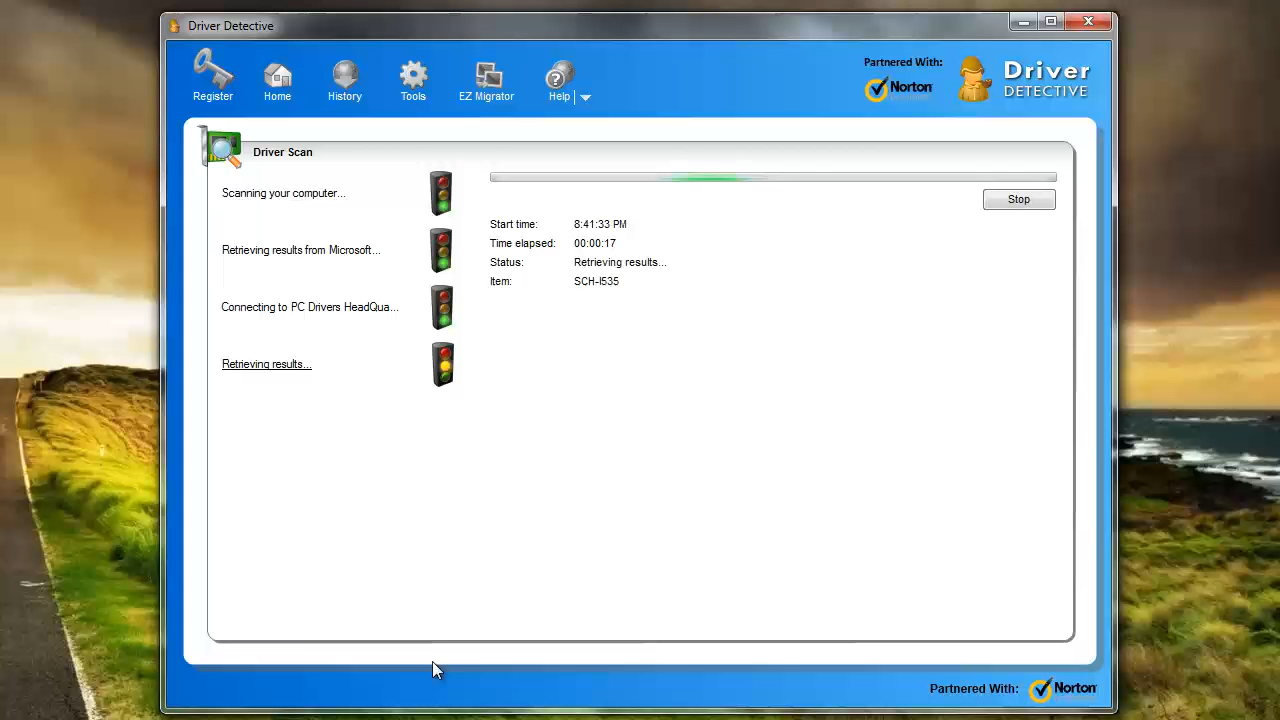 Driver Detective
Register
Home
History
Tools
EZ Migrator
Help
Partnered With:
Norton
Driver
DETECTIVE
Driver Scan
Scanning your computer...
Retrieving results from Microsoft...
Connecting to PC Drivers HeadQua...
Retrieving results...
Stop
Start time: 8:41:33 PM
Time elapsed: 00:00:17
Status: Retrieving results...
Item: SCH-I535
Partnered With: Norton